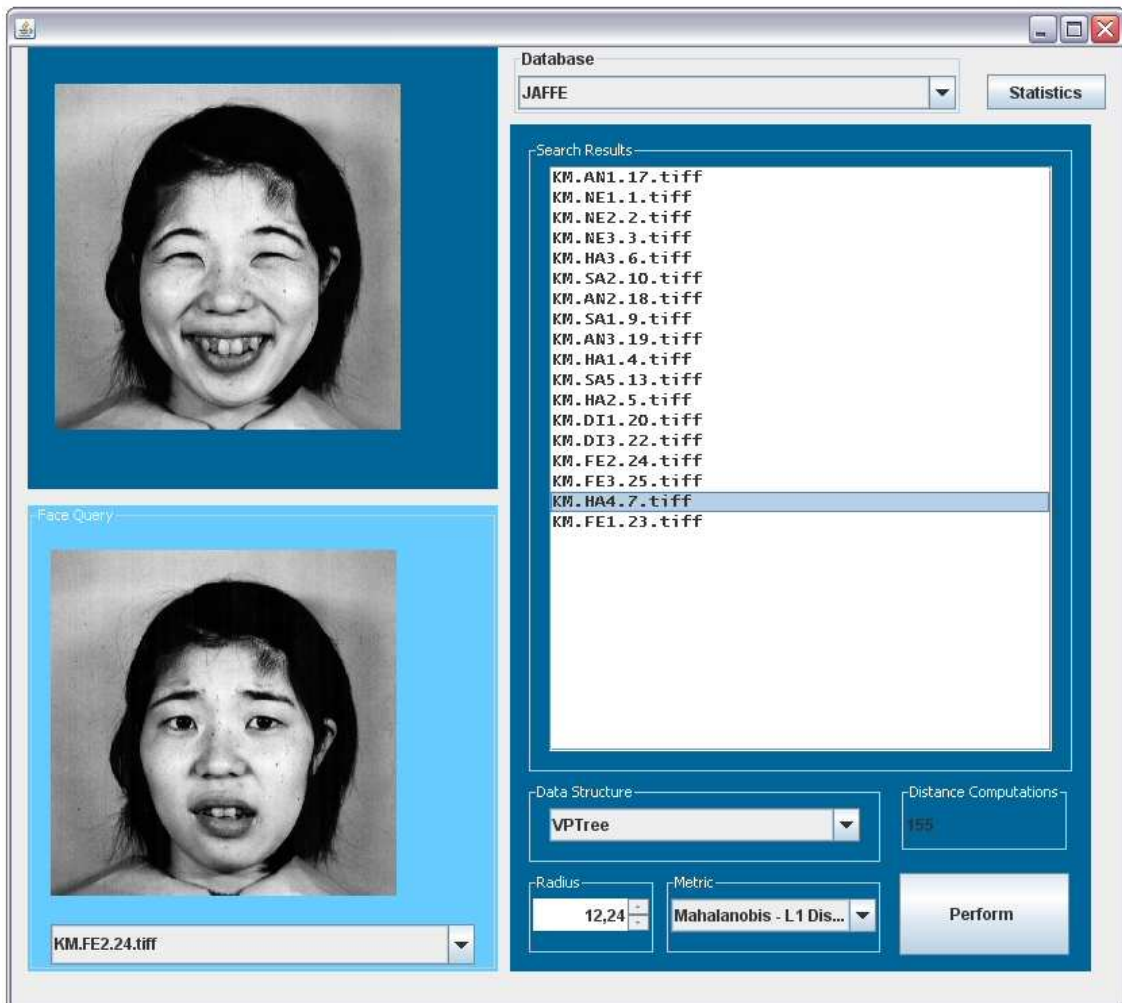 Database
JAFFE
Statistics
Search Results
KM.AN1.17.tiff
KM.NE1.1.tiff
KM.NE2.2.tiff
KM.NE3.3.tiff
KM.HA3.6.tiff
KM.SA2.10.tiff
KM.AN2.18.tiff
KM.SA1.9.tiff
KM.AN3.19.tiff
KM.HA1.4.tiff
KM.SA5.13.tiff
KM.HA2.5.tiff
KM.DI1.20.tiff
KM.DI3.22.tiff
KM.FE2.24.tiff
KM.FE3.25.tiff
KM.HA4.7.tiff
KM.FE1.23.tiff
Face Query
KM.FE2.24.tiff
Data Structure
VPTree
Distance Computations
155
Radius
12,24
Metric
Mahalanobis - L1 Dis...
Perform